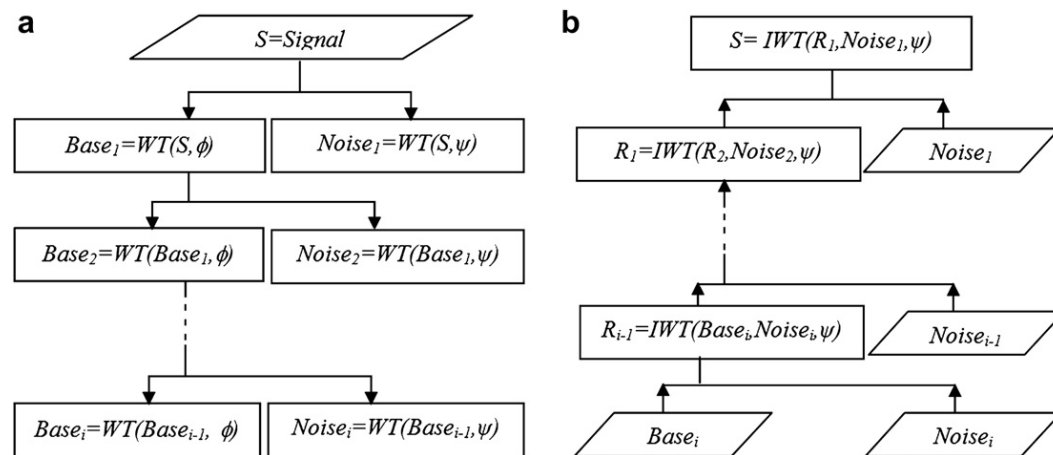 a
S=Signal
Base₁=WT(S,ϕ)
Noise₁=WT(S,ψ)
Base₂=WT(Base₁,ϕ)
Noise₂=WT(Base₁,ψ)
Baseᵢ=WT(Baseᵢ₋₁, ϕ)
Noiseᵢ=WT(Baseᵢ₋₁,ψ)
b
S= IWT(R₁,Noise₁,ψ)
R₁=IWT(R₂,Noise₂,ψ)
Noise₁
Rᵢ₋₁=IWT(Baseᵢ,Noiseᵢ,ψ)
Noiseᵢ₋₁
Baseᵢ
Noiseᵢ